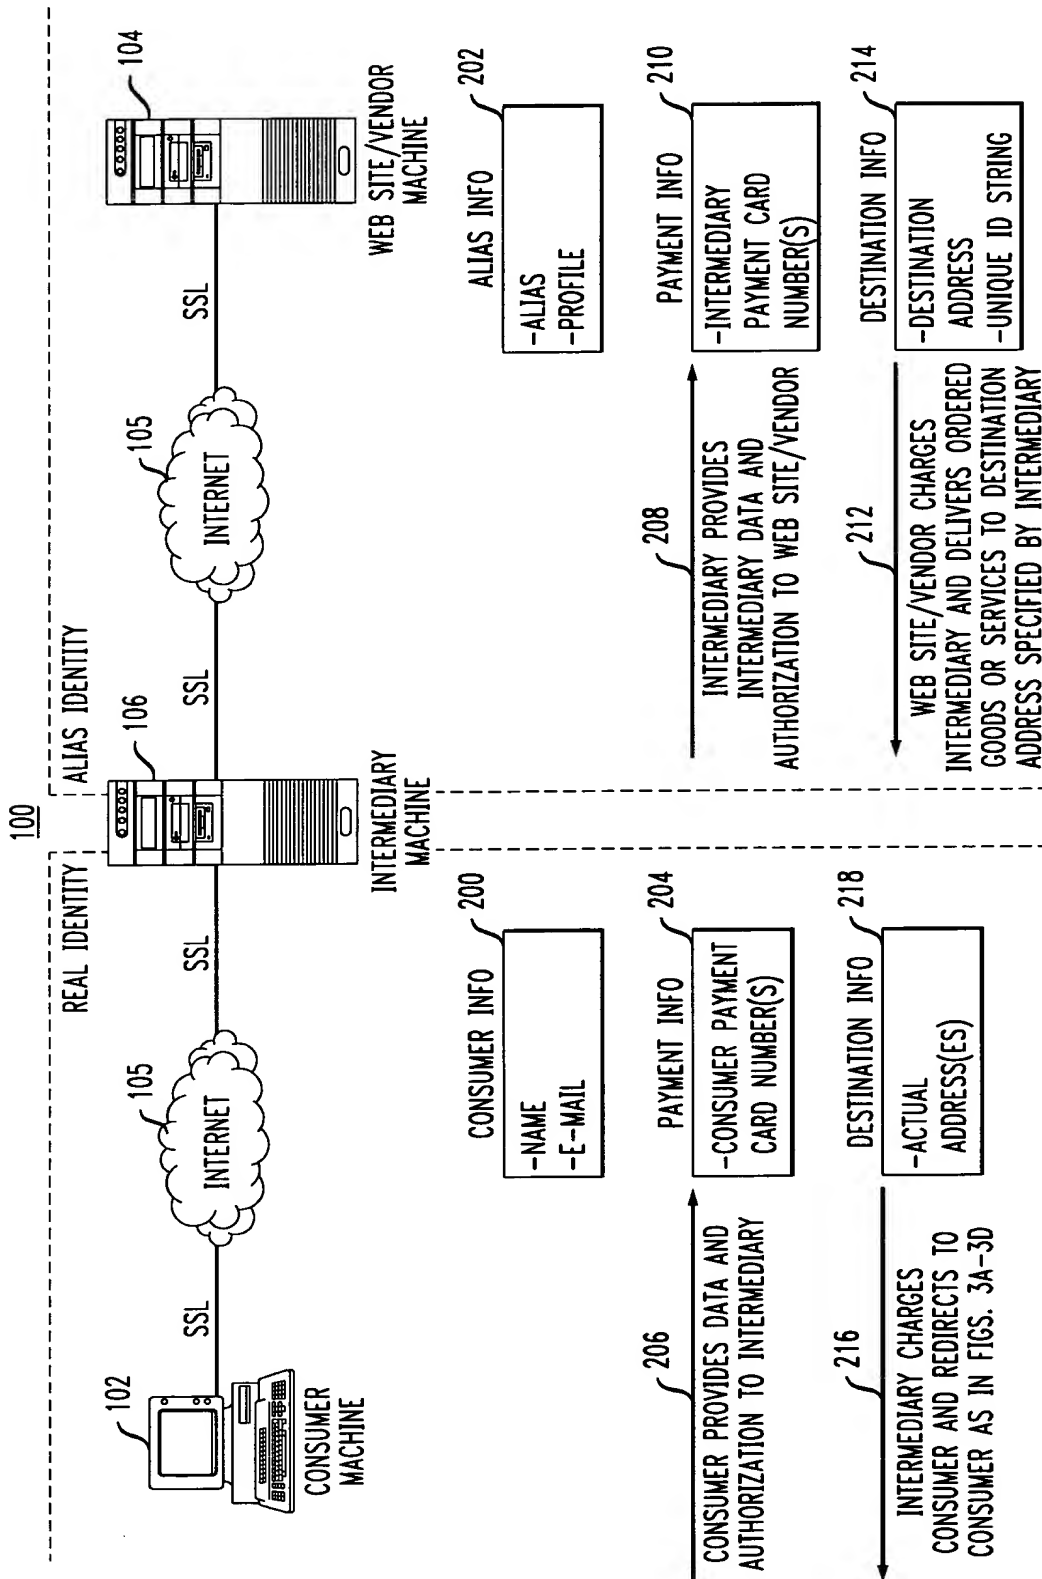 100
REAL IDENTITY
ALIAS IDENTITY
102
CONSUMER
MACHINE
SSL
105
INTERNET
SSL
106
INTERMEDIARY
MACHINE
SSL
105
INTERNET
SSL
104
WEB SITE/VENDOR
MACHINE
CONSUMER INFO
200
-NAME
-E-MAIL
ALIAS INFO
202
-ALIAS
-PROFILE
206
CONSUMER PROVIDES DATA AND
AUTHORIZATION TO INTERMEDIARY
PAYMENT INFO
204
-CONSUMER PAYMENT
CARD NUMBER(S)
208
INTERMEDIARY PROVIDES
INTERMEDIARY DATA AND
AUTHORIZATION TO WEB SITE/VENDOR
PAYMENT INFO
210
-INTERMEDIARY
PAYMENT CARD
NUMBER(S)
216
INTERMEDIARY CHARGES
CONSUMER AND REDIRECTS TO
CONSUMER AS IN FIGS. 3A-3D
DESTINATION INFO
218
-ACTUAL
ADDRESS(ES)
212
WEB SITE/VENDOR CHARGES
INTERMEDIARY AND DELIVERS ORDERED
GOODS OR SERVICES TO DESTINATION
ADDRESS SPECIFIED BY INTERMEDIARY
DESTINATION INFO
214
-DESTINATION
ADDRESS
-UNIQUE ID STRING